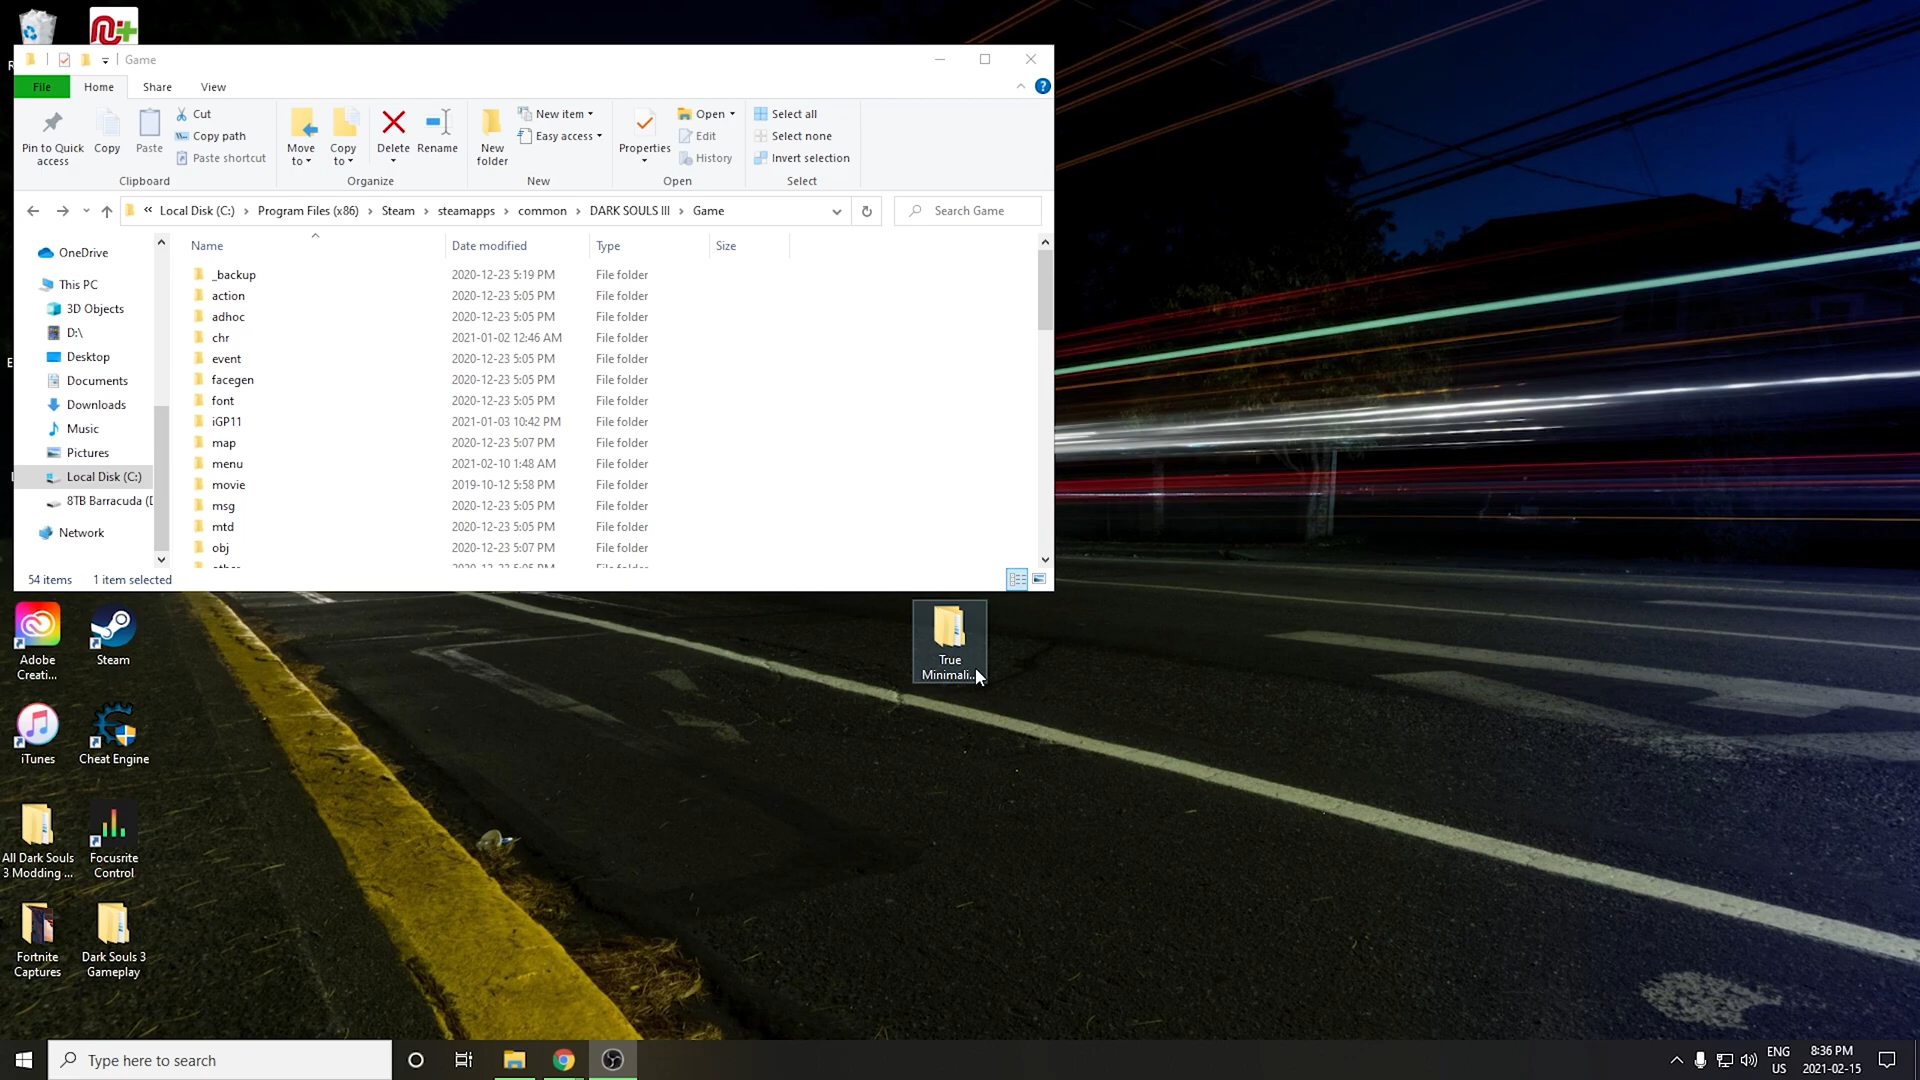 Game
File
Home
Share
View
Pin to Quick
access
Copy
Paste
Cut
Copy path
Paste shortcut
Clipboard
Move
to
Copy
to
Delete
Rename
Organize
New
folder
New item
Easy access
New
Properties
Open
Edit
History
Open
Select all
Select none
Invert selection
Select
« Local Disk (C:) > Program Files (x86) > Steam > steamapps > common > DARK SOULS III > Game
Search Game
OneDrive
This PC
3D Objects
D:\
Desktop
Documents
Downloads
Music
Pictures
Local Disk (C:)
8TB Barracuda (D
Network
Name Date modified Type Size
_backup 2020-12-23 5:19 PM File folder
action 2020-12-23 5:05 PM File folder
adhoc 2020-12-23 5:05 PM File folder
chr 2021-01-02 12:46 AM File folder
event 2020-12-23 5:05 PM File folder
facegen 2020-12-23 5:05 PM File folder
font 2020-12-23 5:05 PM File folder
iGP11 2021-01-03 10:42 PM File folder
map 2020-12-23 5:07 PM File folder
menu 2021-02-10 1:48 AM File folder
movie 2019-10-12 5:58 PM File folder
msg 2020-12-23 5:05 PM File folder
mtd 2020-12-23 5:05 PM File folder
obj 2020-12-23 5:07 PM File folder
other 2020-12-23 5:05 PM File folder
54 items 1 item selected
Adobe
Creati...
Steam
True
Minimali...
iTunes
Cheat Engine
All Dark Souls
3 Modding ...
Focusrite
Control
Fortnite
Captures
Dark Souls 3
Gameplay
Type here to search
ENG
US
8:36 PM
2021-02-15